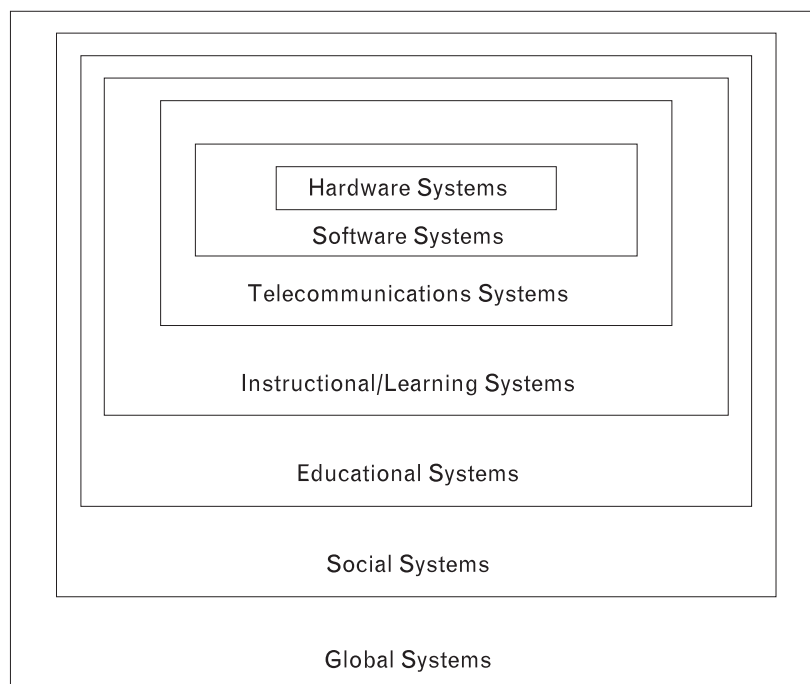 Hardware Systems
Software Systems
Telecommunications Systems
Instructional/Learning Systems
Educational Systems
Social Systems
Global Systems